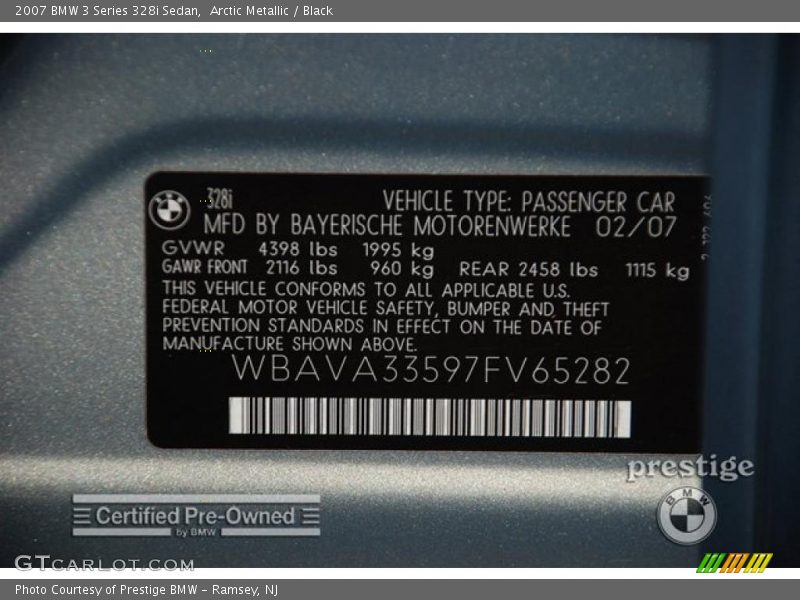 2007 BMW 3 Series 328i Sedan, Arctic Metallic / Black
328i
VEHICLE TYPE: PASSENGER CAR
MFD BY BAYERISCHE MOTORENWERKE 02/07
GVWR 4398 lbs 1995 kg
GAWR FRONT 2116 lbs 960 kg REAR 2458 lbs 1115 kg
THIS VEHICLE CONFORMS TO ALL APPLICABLE U.S.
FEDERAL MOTOR VEHICLE SAFETY, BUMPER AND THEFT
PREVENTION STANDARDS IN EFFECT ON THE DATE OF
MANUFACTURE SHOWN ABOVE.
WBAVA33597FV65282
prestige
BMW
Certified Pre-Owned
by BMW
GTCARLOT.COM
Photo Courtesy of Prestige BMW - Ramsey, NJ